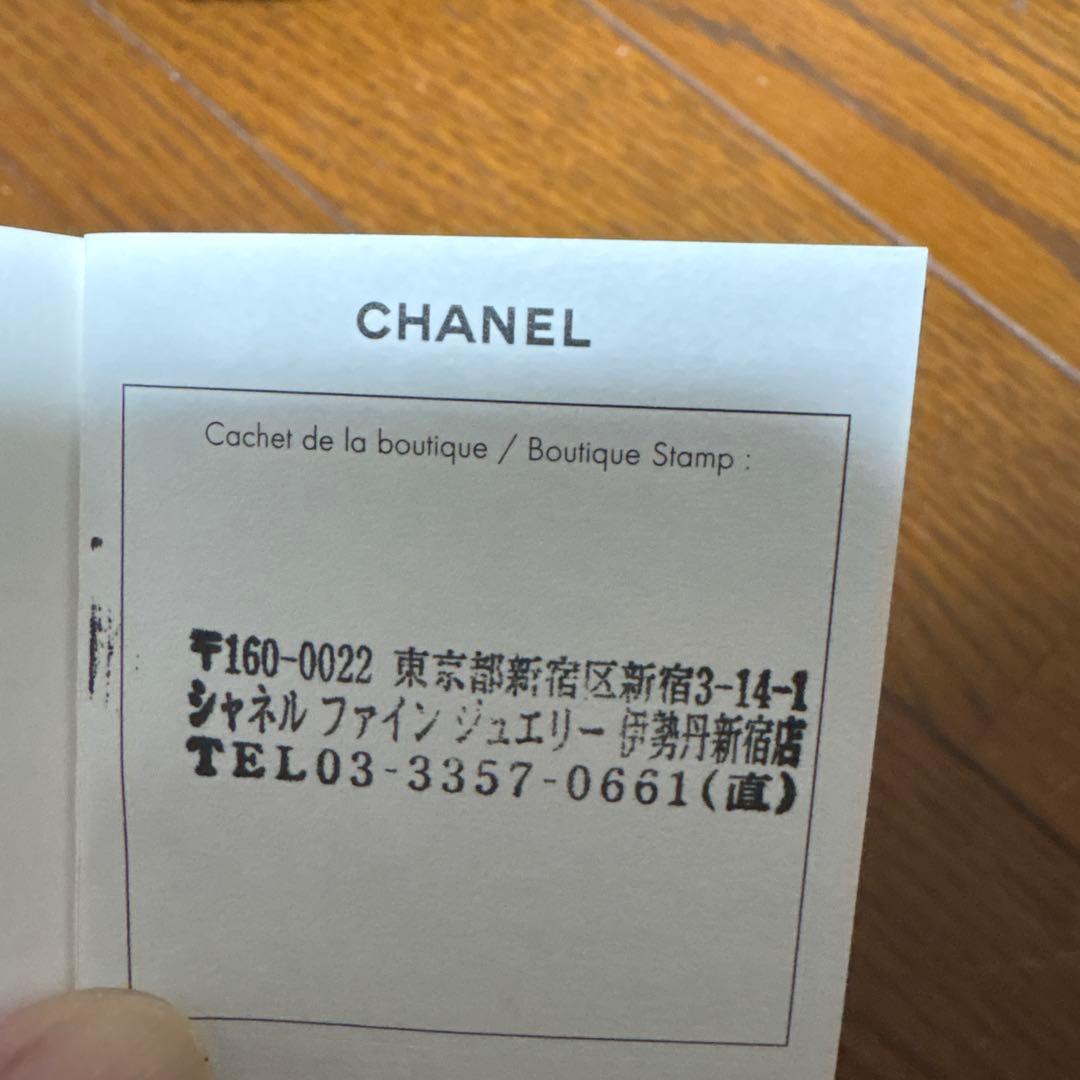 CHANEL
Cachet de la boutique / Boutique Stamp :
〒160-0022 東京都新宿区新宿3-14-1
シャネル ファイン ジュエリー 伊勢丹新宿店
TEL03-3357-0661(直)